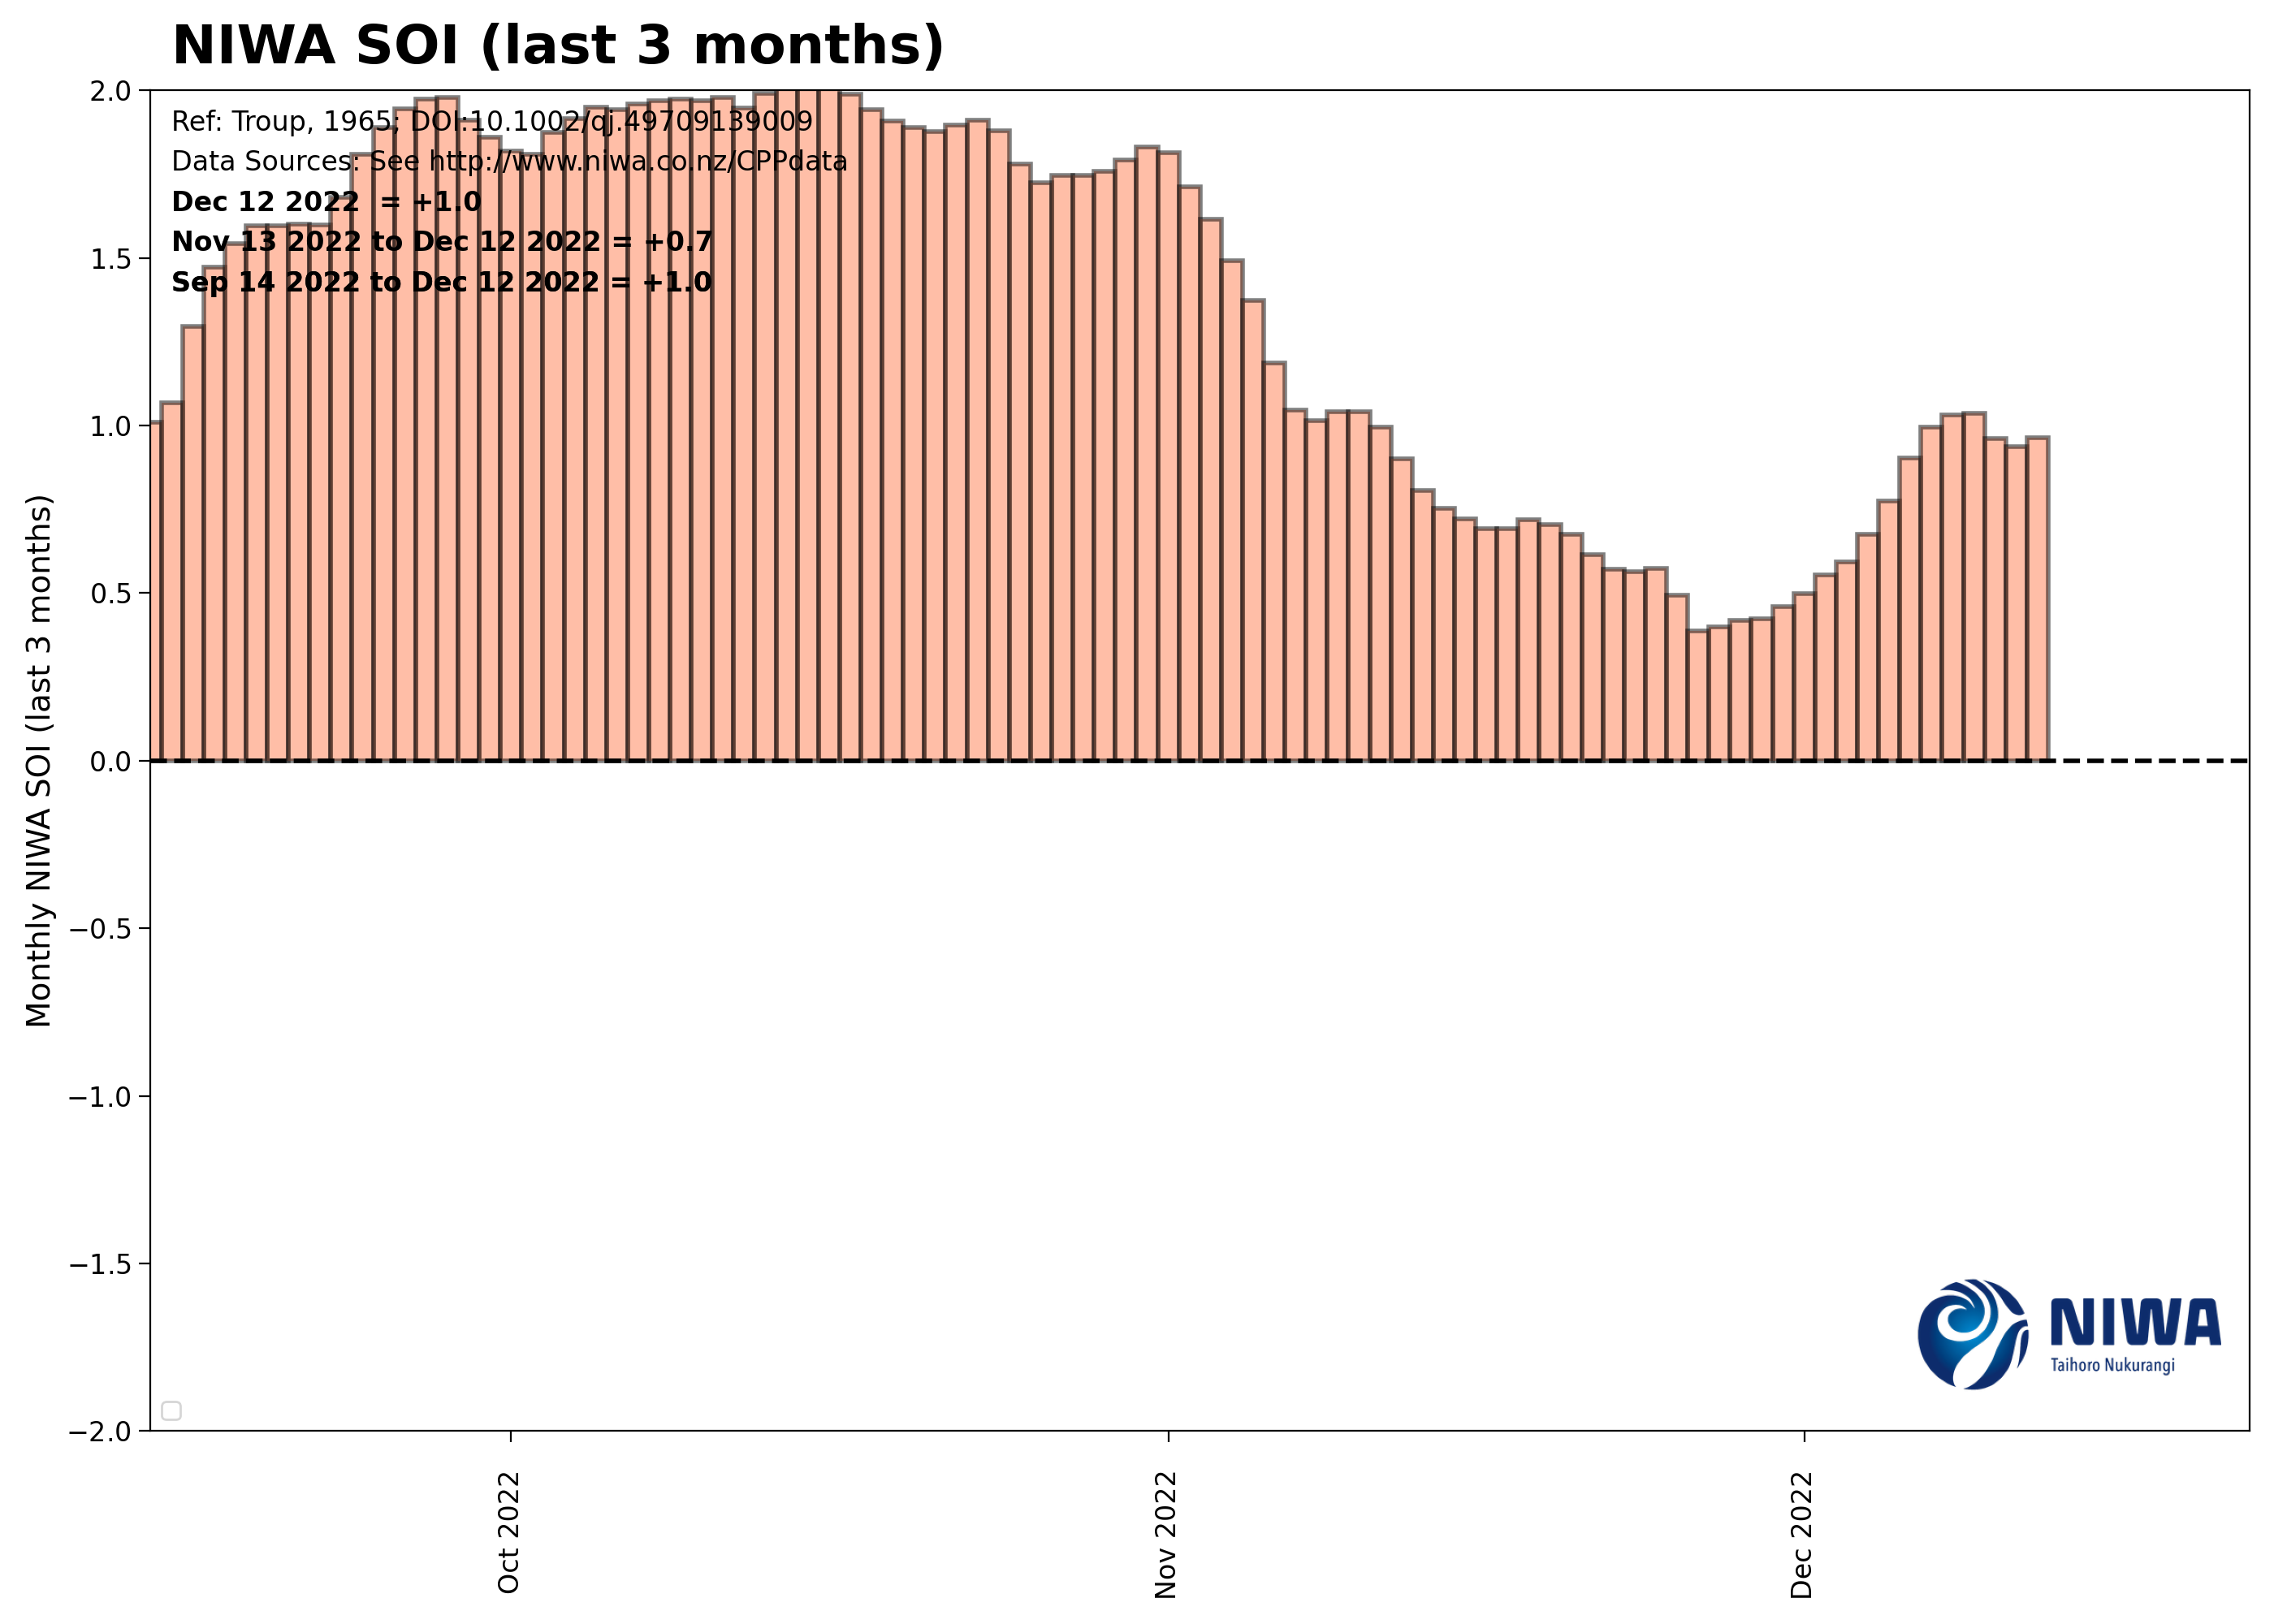 NIWA SOI (last 3 months)
Ref: Troup, 1965; DOI:10.1002/qj.49709139009
Data Sources: See http://www.niwa.co.nz/CPPdata
Dec 12 2022 = +1.0
Nov 13 2022 to Dec 12 2022 = +0.7
Sep 14 2022 to Dec 12 2022 = +1.0
Monthly NIWA SOI (last 3 months)
2.0
1.5
1.0
0.5
0.0
−0.5
−1.0
−1.5
−2.0
Oct 2022
Nov 2022
Dec 2022
NIWA
Taihoro Nukurangi